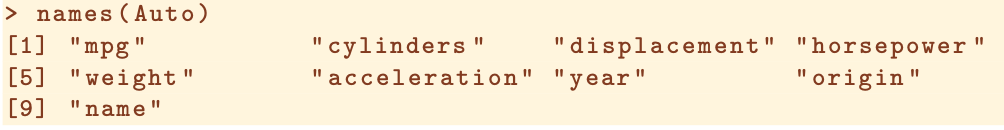 > names(Auto)
[1] "mpg" "cylinders" "displacement" "horsepower"
[5] "weight" "acceleration" "year" "origin"
[9] "name"